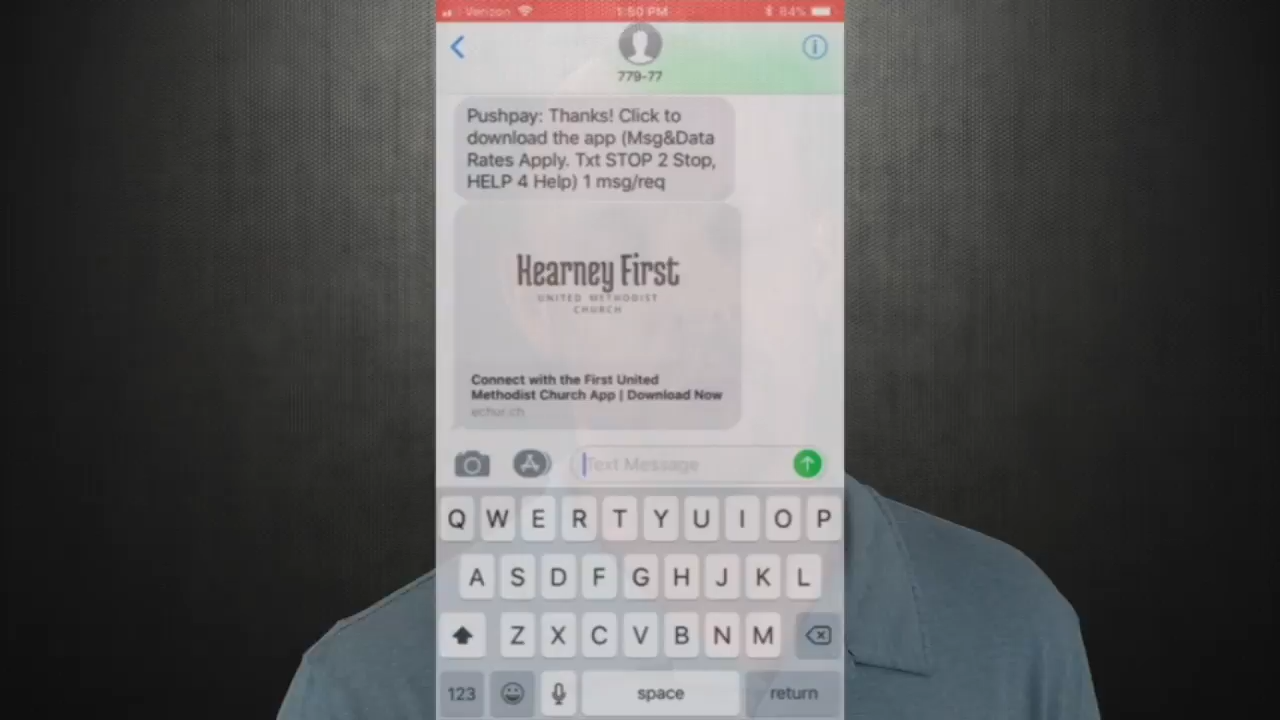 Verizon 1:50 PM 84%
779-77
Pushpay: Thanks! Click to
download the app (Msg&Data
Rates Apply. Txt STOP 2 Stop,
HELP 4 Help) 1 msg/req
Kearney First
UNITED METHODIST
CHURCH
Connect with the First United
Methodist Church App | Download Now
echur.ch
Text Message
Q W E R T Y U I O P
A S D F G H J K L
Z X C V B N M
123 space return